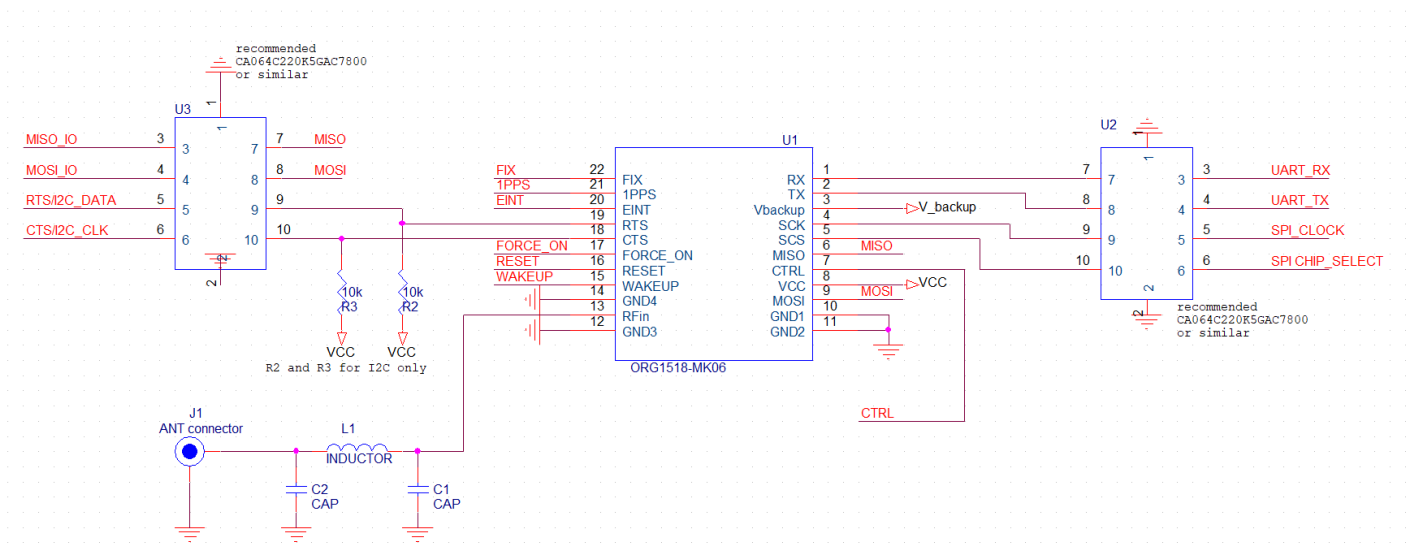 recommended
CA064C220K5GAC7800
or similar
U3
1
1
MISO_IO 3 3 7 7 MISO
MOSI_IO 4 4 8 8 MOSI
RTS/I2C_DATA 5 5 9 9
CTS/I2C_CLK 6 6 10 10
2
2
10k
R3
10k
R2
VCC
VCC
R2 and R3 for I2C only
U1
FIX 22 FIX
1PPS 21 1PPS
EINT 20 EINT
19 RTS
18 CTS
FORCE_ON 17 FORCE_ON
RESET 16 RESET
WAKEUP 15 WAKEUP
14 GND4
13 RFin
12 GND3
RX 1
TX 2
Vbackup 3 V_backup
SCK 4
SCS 5
MISO 6 MISO
CTRL 7
VCC 8 VCC
MOSI 9 MOSI
GND1 10
GND2 11
ORG1518-MK06
CTRL
U2
1
1
7 7 3 3 UART_RX
8 8 4 4 UART_TX
9 9 5 5 SPI_CLOCK
10 10 6 6 SPI CHIP_SELECT
2
2
recommended
CA064C220K5GAC7800
or similar
J1
ANT connector
L1
INDUCTOR
C2
CAP
C1
CAP